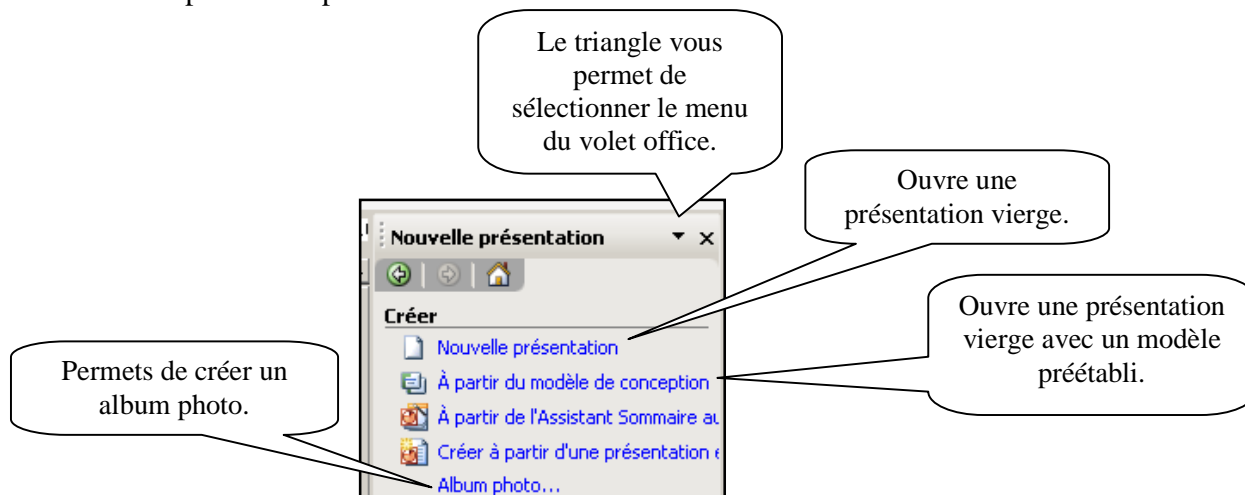 Le triangle vous
permet de
sélectionner le menu
du volet office.
Ouvre une
présentation vierge.
Nouvelle présentation
Ouvre une présentation
vierge avec un modèle
préétabli.
Créer
Nouvelle présentation
À partir du modèle de conception
Permets de créer un
album photo.
À partir de l'Assistant Sommaire
Créer à partir d'une présentation
Album photo...